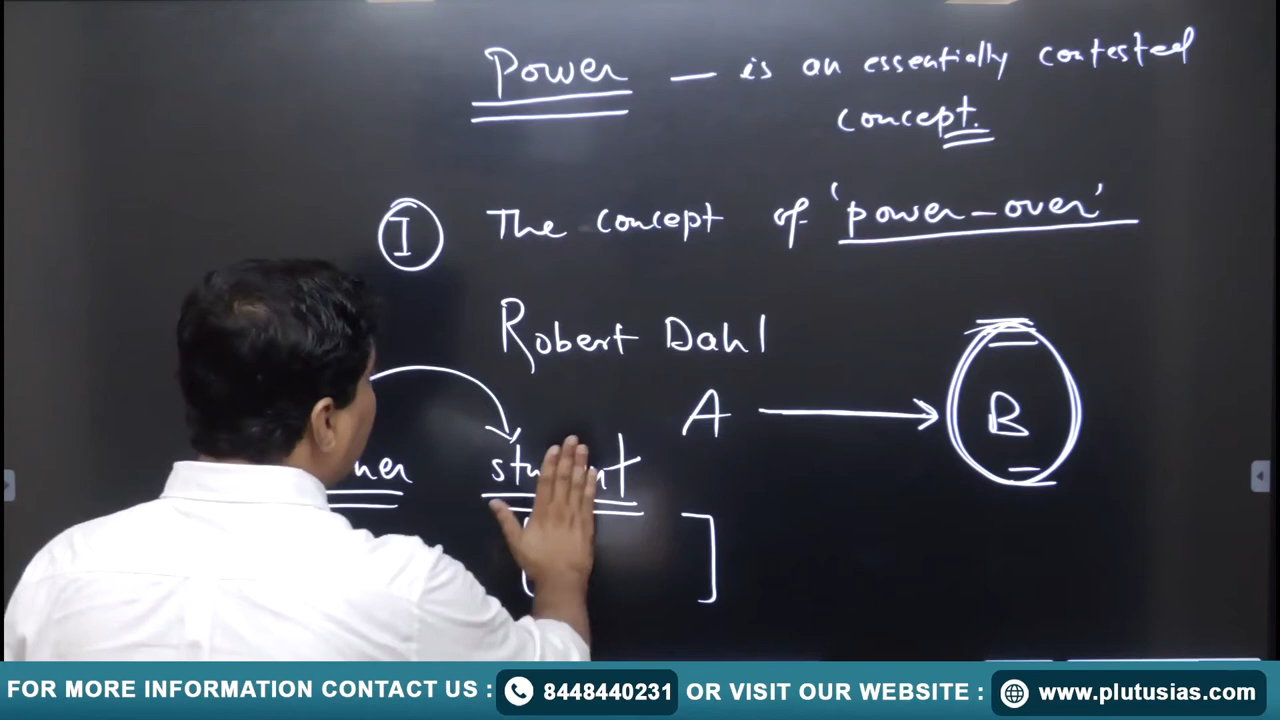 Power — is an essentially contested
concept.
I The concept of 'power-over'
Robert Dahl
A → B
student
[ ]
FOR MORE INFORMATION CONTACT US : 8448440231 OR VISIT OUR WEBSITE : www.plutusias.com